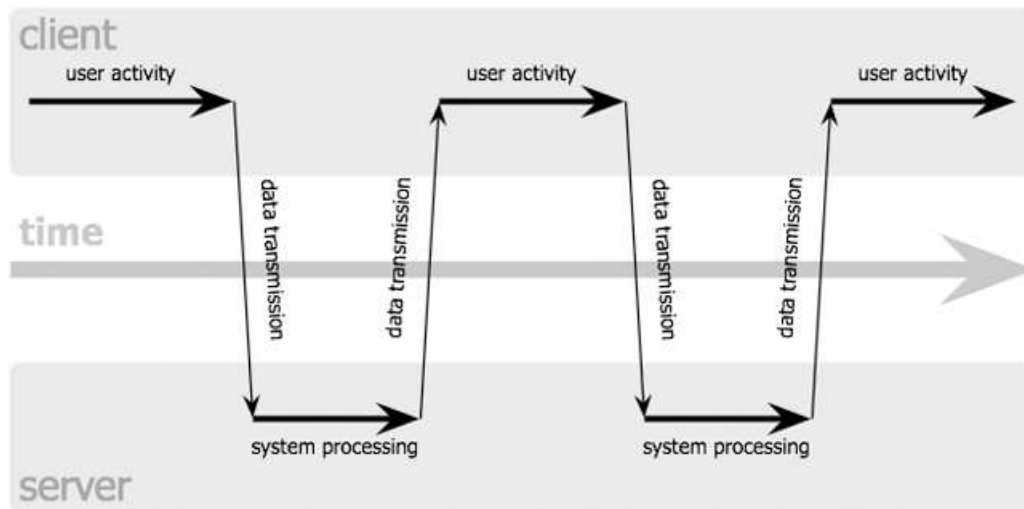 client
user activity
user activity
user activity
data transmission
data transmission
data transmission
data transmission
time
system processing
system processing
server